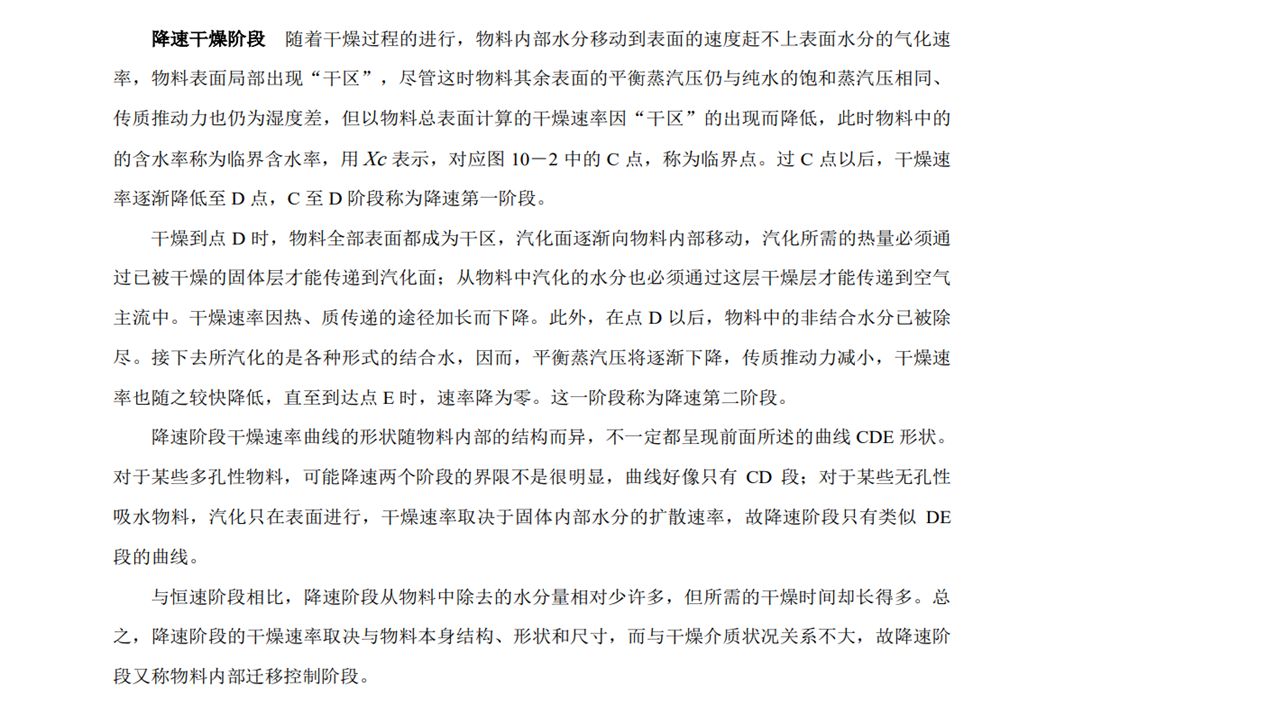 降速干燥阶段 随着干燥过程的进行，物料内部水分移动到表面的速度赶不上表面水分的气化速
率，物料表面局部出现“干区”，尽管这时物料其余表面的平衡蒸汽压仍与纯水的饱和蒸汽压相同、
传质推动力也仍为湿度差，但以物料总表面计算的干燥速率因“干区”的出现而降低，此时物料中的
的含水率称为临界含水率，用 Xc 表示，对应图 10－2 中的 C 点，称为临界点。过 C 点以后，干燥速
率逐渐降低至 D 点，C 至 D 阶段称为降速第一阶段。
干燥到点 D 时，物料全部表面都成为干区，汽化面逐渐向物料内部移动，汽化所需的热量必须通
过已被干燥的固体层才能传递到汽化面；从物料中汽化的水分也必须通过这层干燥层才能传递到空气
主流中。干燥速率因热、质传递的途径加长而下降。此外，在点 D 以后，物料中的非结合水分已被除
尽。接下去所汽化的是各种形式的结合水，因而，平衡蒸汽压将逐渐下降，传质推动力减小，干燥速
率也随之较快降低，直至到达点 E 时，速率降为零。这一阶段称为降速第二阶段。
降速阶段干燥速率曲线的形状随物料内部的结构而异，不一定都呈现前面所述的曲线 CDE 形状。
对于某些多孔性物料，可能降速两个阶段的界限不是很明显，曲线好像只有 CD 段；对于某些无孔性
吸水物料，汽化只在表面进行，干燥速率取决于固体内部水分的扩散速率，故降速阶段只有类似 DE
段的曲线。
与恒速阶段相比，降速阶段从物料中除去的水分量相对少许多，但所需的干燥时间却长得多。总
之，降速阶段的干燥速率取决与物料本身结构、形状和尺寸，而与干燥介质状况关系不大，故降速阶
段又称物料内部迁移控制阶段。